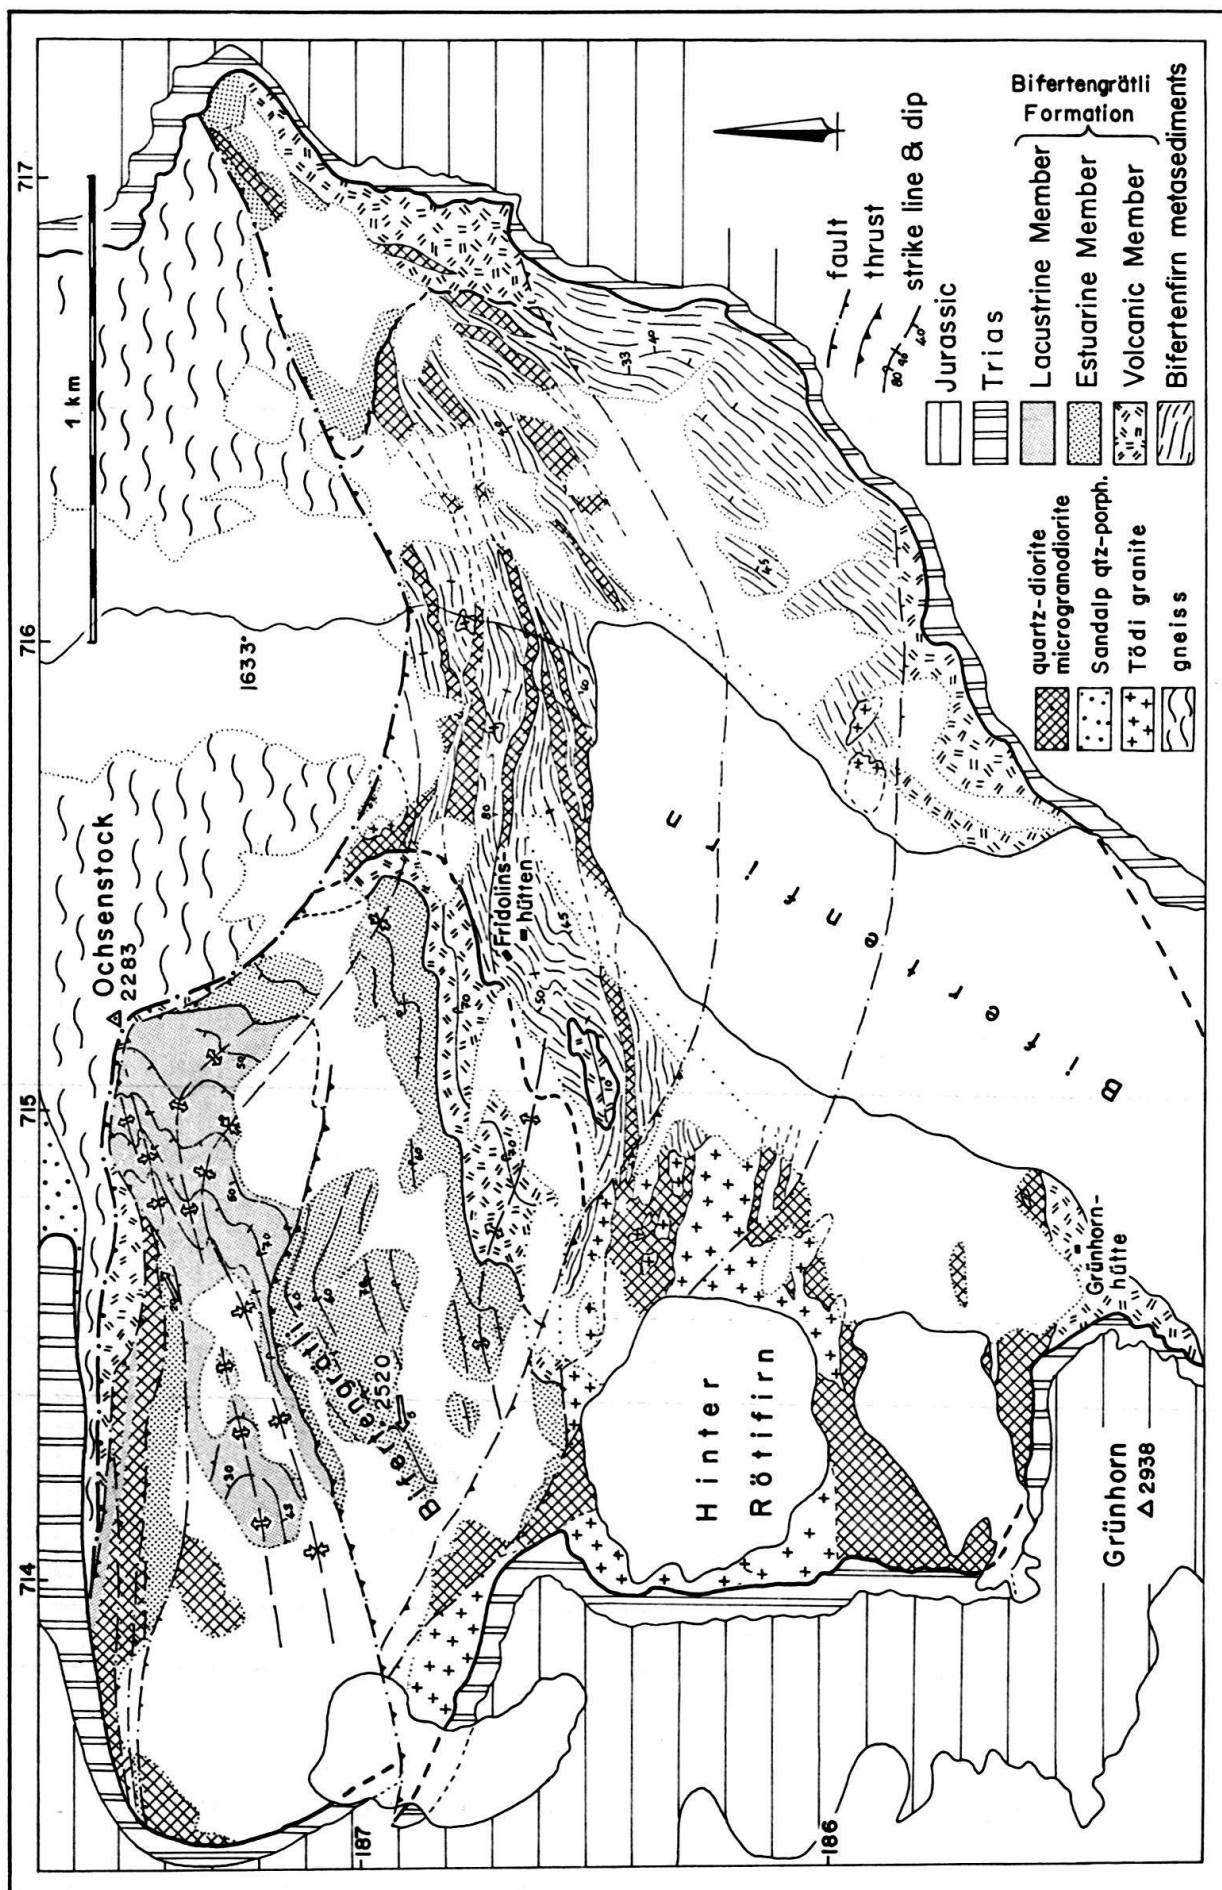 717
716
715
714
187
186
1 km
1633°
Ochsenstock
2283
Fridolins-
hütten
Bifertengrätli
2520
Hinter
Rötifirn
Bifertenfirn
Grünhorn-
hütte
Grünhorn
2938
fault
thrust
80
40
strike line & dip
Jurassic
Trias
Bifertengrätli
Formation
Lacustrine Member
Estuarine Member
Volcanic Member
Bifertenfirn metasediments
quartz-diorite
microgranodiorite
Sandalp qtz-porph.
Tödi granite
gneiss